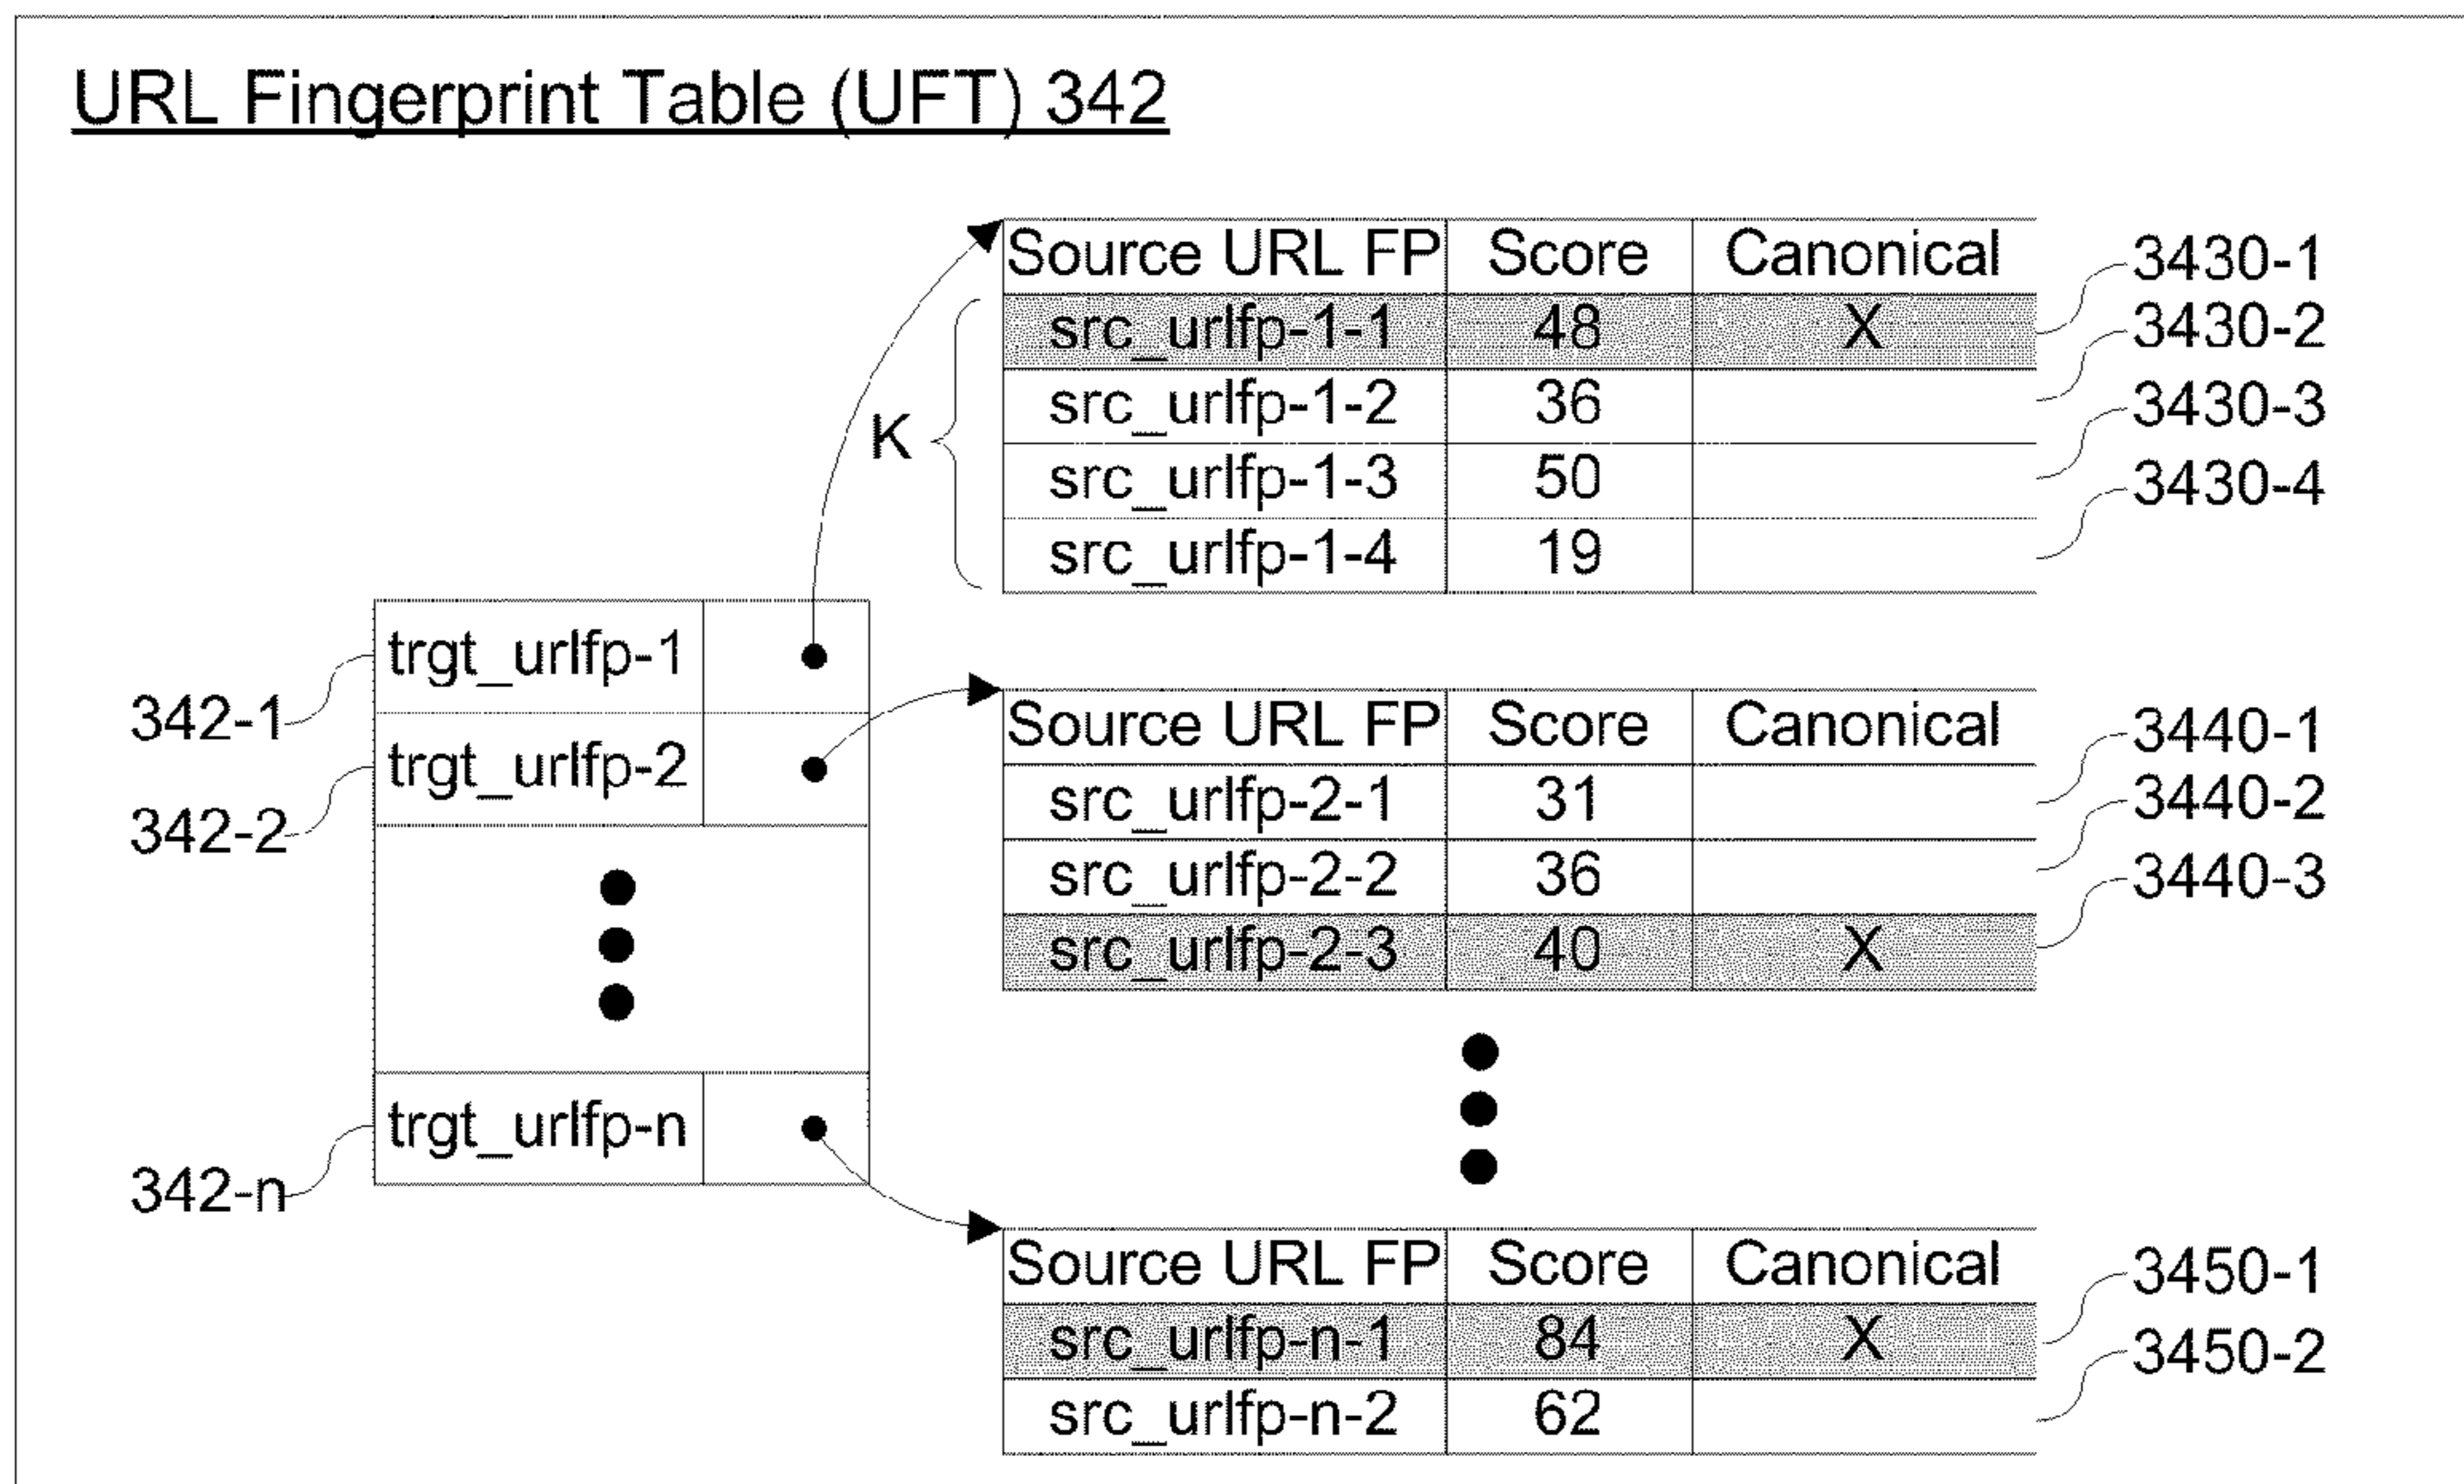 URL Fingerprint Table (UFT) 342
Source URL FP Score Canonical
src_urlfp-1-1 48 X
src_urlfp-1-2 36
src_urlfp-1-3 50
src_urlfp-1-4 19
K
3430-1
3430-2
3430-3
3430-4
trgt_urlfp-1
342-1
trgt_urlfp-2
342-2
trgt_urlfp-n
342-n
Source URL FP Score Canonical
src_urlfp-2-1 31
src_urlfp-2-2 36
src_urlfp-2-3 40 X
3440-1
3440-2
3440-3
Source URL FP Score Canonical
src_urlfp-n-1 84 X
src_urlfp-n-2 62
3450-1
3450-2